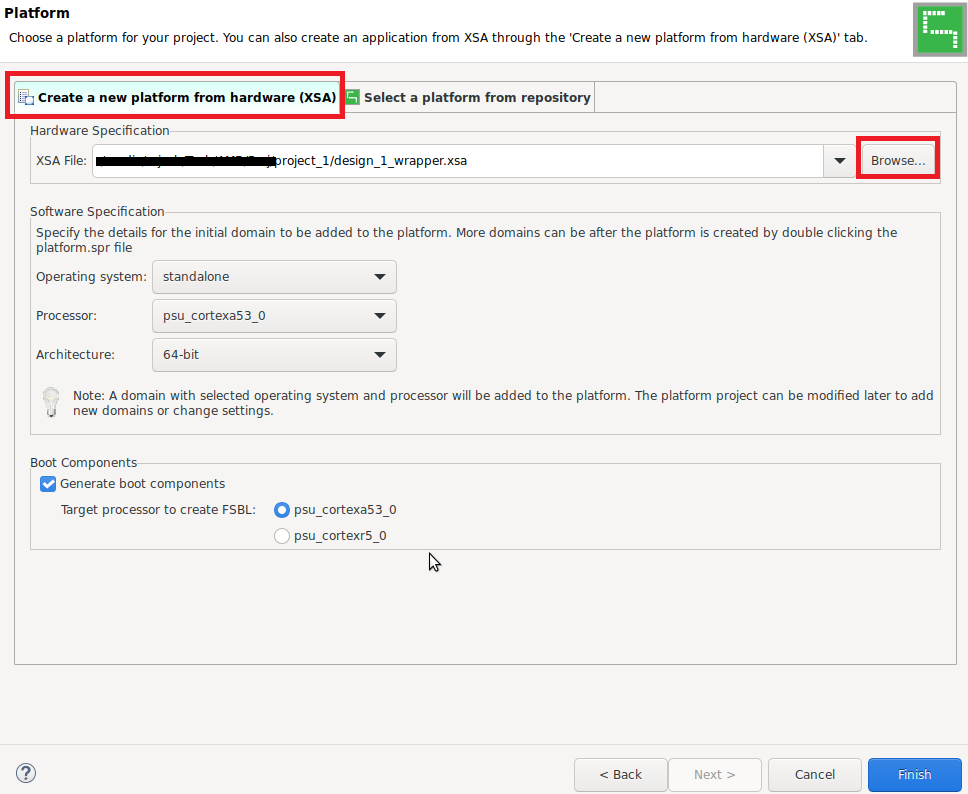 Platform
Choose a platform for your project. You can also create an application from XSA through the 'Create a new platform from hardware (XSA)' tab.
Create a new platform from hardware (XSA)
Select a platform from repository
Hardware Specification
XSA File: project_1/design_1_wrapper.xsa Browse...
Software Specification
Specify the details for the initial domain to be added to the platform. More domains can be after the platform is created by double clicking the
platform.spr file
Operating system: standalone
Processor: psu_cortexa53_0
Architecture: 64-bit
Note: A domain with selected operating system and processor will be added to the platform. The platform project can be modified later to add
new domains or change settings.
Boot Components
Generate boot components
Target processor to create FSBL: psu_cortexa53_0
psu_cortexr5_0
? < Back Next > Cancel Finish